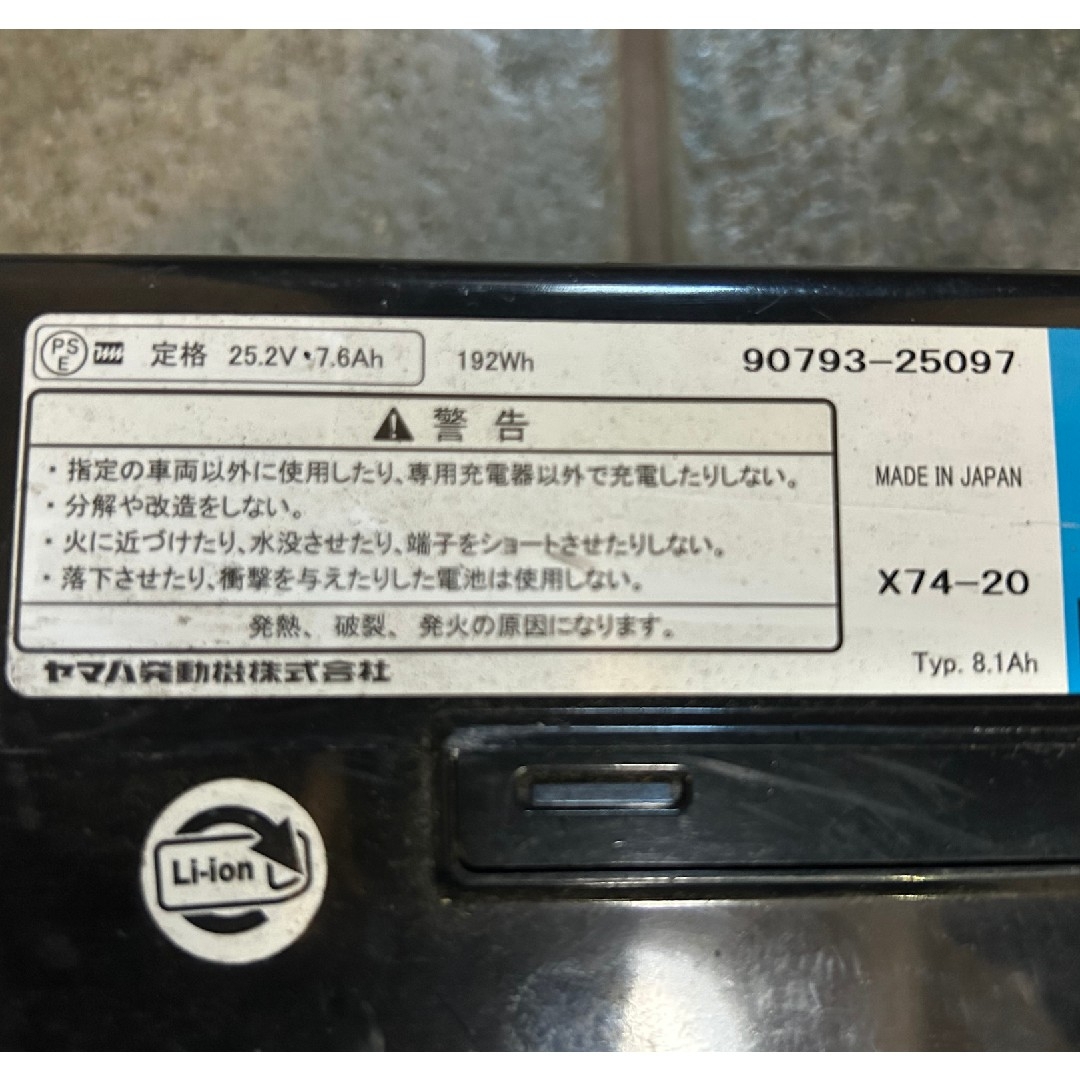 PS
E
定格 25.2V・7.6Ah 192Wh 90793-25097
警告
・指定の車両以外に使用したり、専用充電器以外で充電したりしない。
・分解や改造をしない。
・火に近づけたり、水没させたり、端子をショートさせたりしない。
・落下させたり、衝撃を与えたりした電池は使用しない。
発熱、破裂、発火の原因になります。
ヤマハ発動機株式会社
MADE IN JAPAN
X74-20
Typ. 8.1Ah
Li-ion